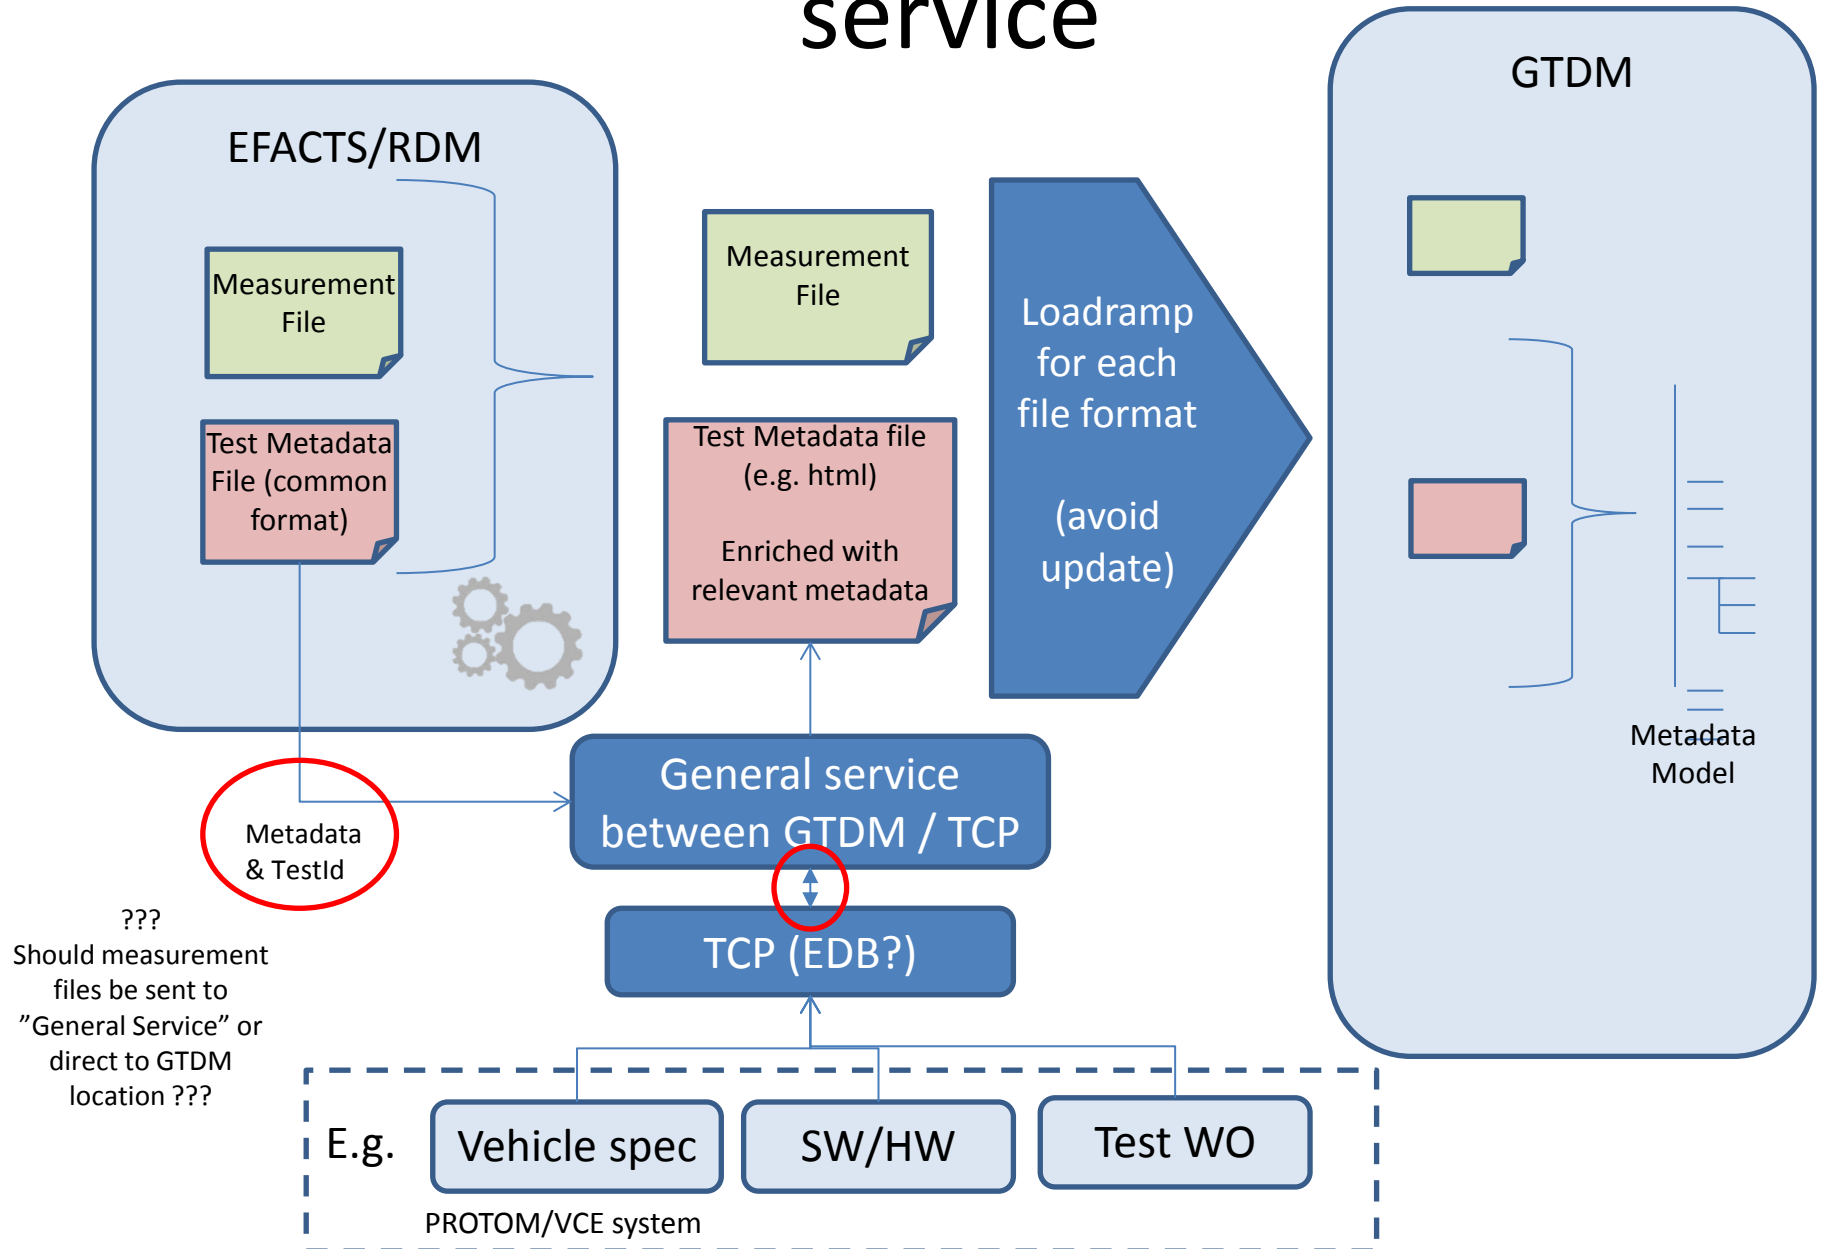 service
EFACTS/RDM
Measurement
File
Test Metadata
File (common
format)
Measurement
File
Test Metadata file
(e.g. html)
Enriched with
relevant metadata
Loadramp
for each
file format
(avoid
update)
GTDM
Metadata
Model
General service
between GTDM / TCP
Metadata
& TestId
TCP (EDB?)
???
Should measurement
files be sent to
”General Service” or
direct to GTDM
location ???
E.g.
Vehicle spec
SW/HW
Test WO
PROTOM/VCE system